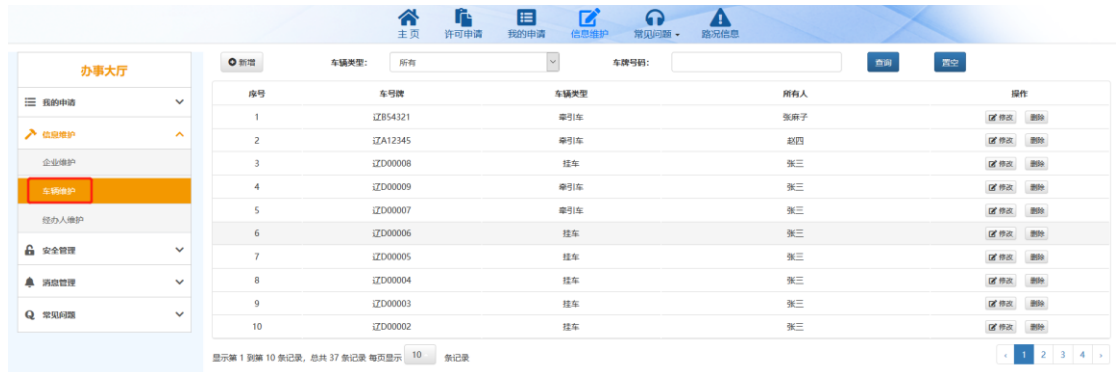 主 页 许可申请 我的申请 信息维护 常见问题 路况信息
办事大厅
我的申请
信息维护
企业维护
车辆维护
经办人维护
安全管理
消息管理
常见问题
新增 车辆类型: 所有 车牌号码: 查询 置空
序号 车号牌 车辆类型 所有人 操作
1 辽B54321 牵引车 张麻子 修改 删除
2 辽A12345 牵引车 赵四 修改 删除
3 辽D00008 挂车 张三 修改 删除
4 辽D00009 牵引车 张三 修改 删除
5 辽D00007 牵引车 张三 修改 删除
6 辽D00006 挂车 张三 修改 删除
7 辽D00005 挂车 张三 修改 删除
8 辽D00004 挂车 张三 修改 删除
9 辽D00003 挂车 张三 修改 删除
10 辽D00002 挂车 张三 修改 删除
显示第 1 到第 10 条记录，总共 37 条记录 每页显示 10 条记录
‹ 1 2 3 4 ›